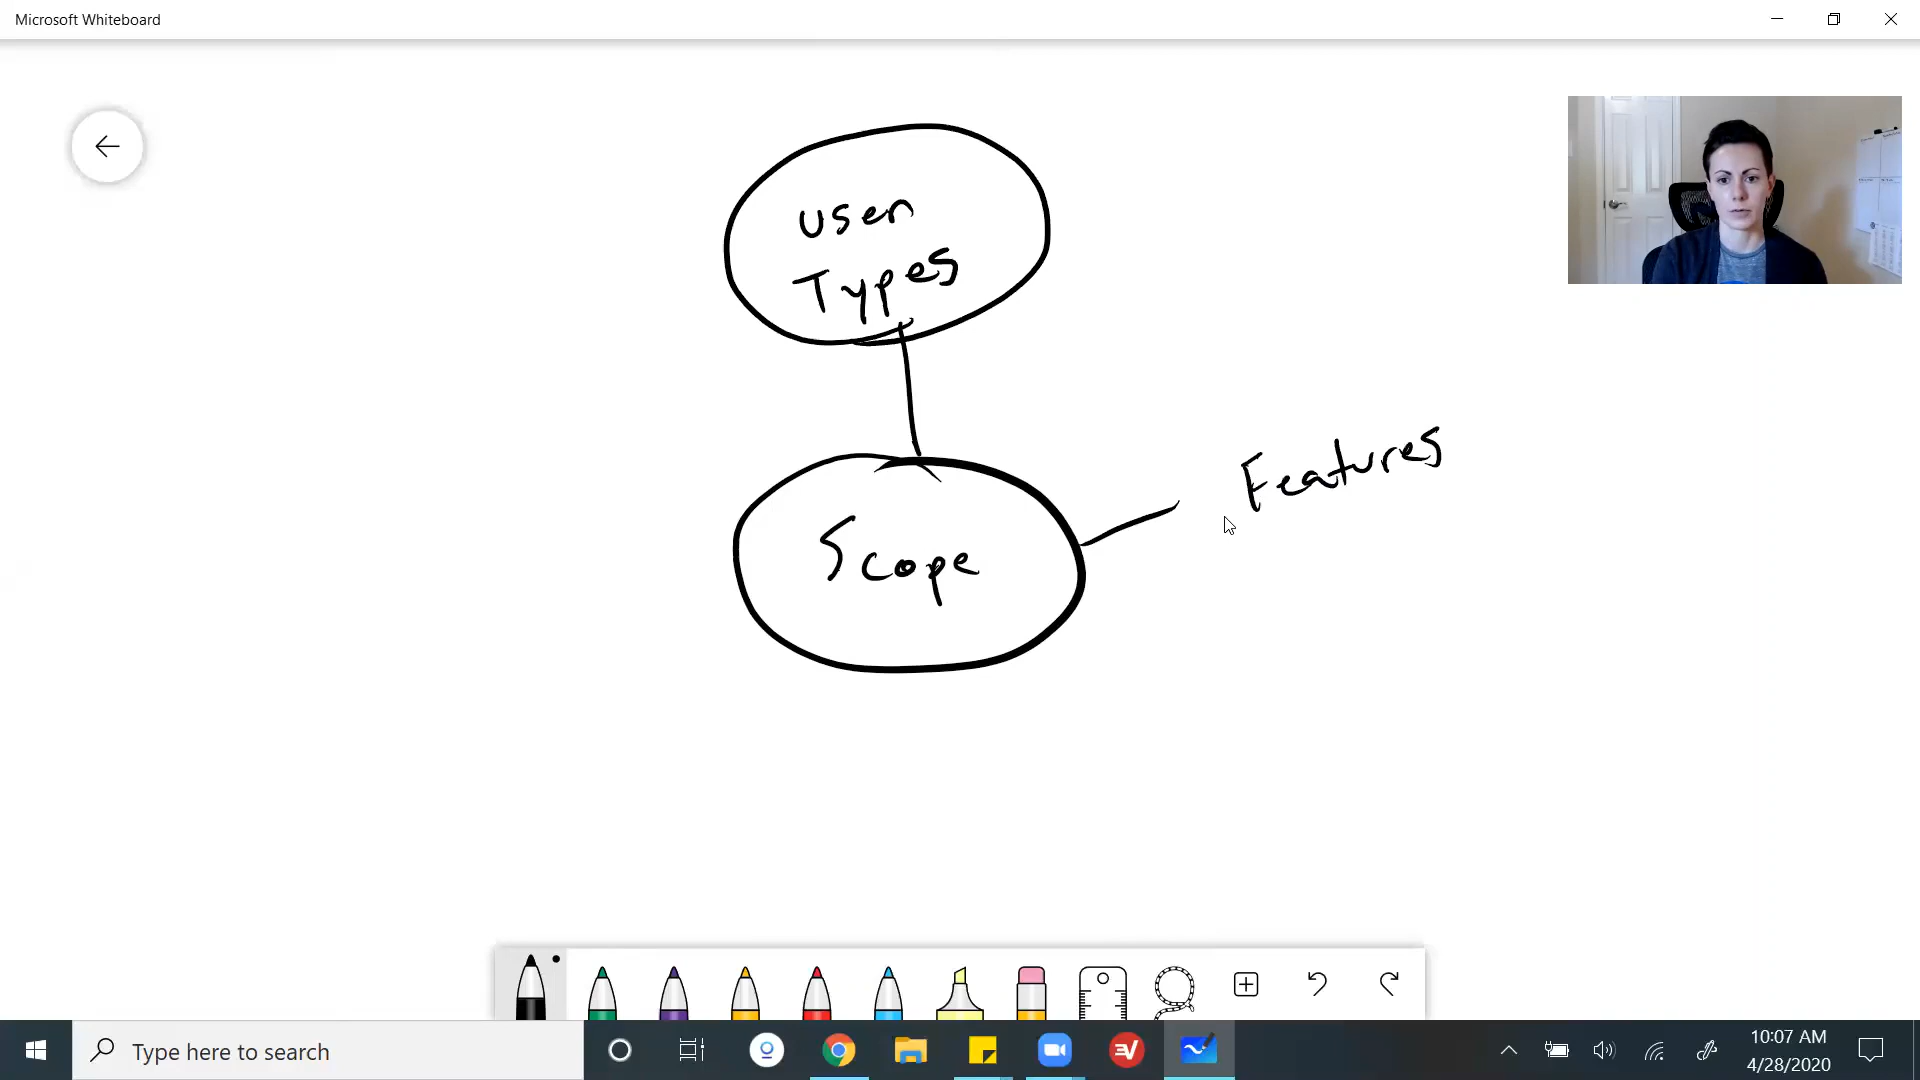 Microsoft Whiteboard
User
Types
Features
Scope
Type here to search
10:07 AM
4/28/2020